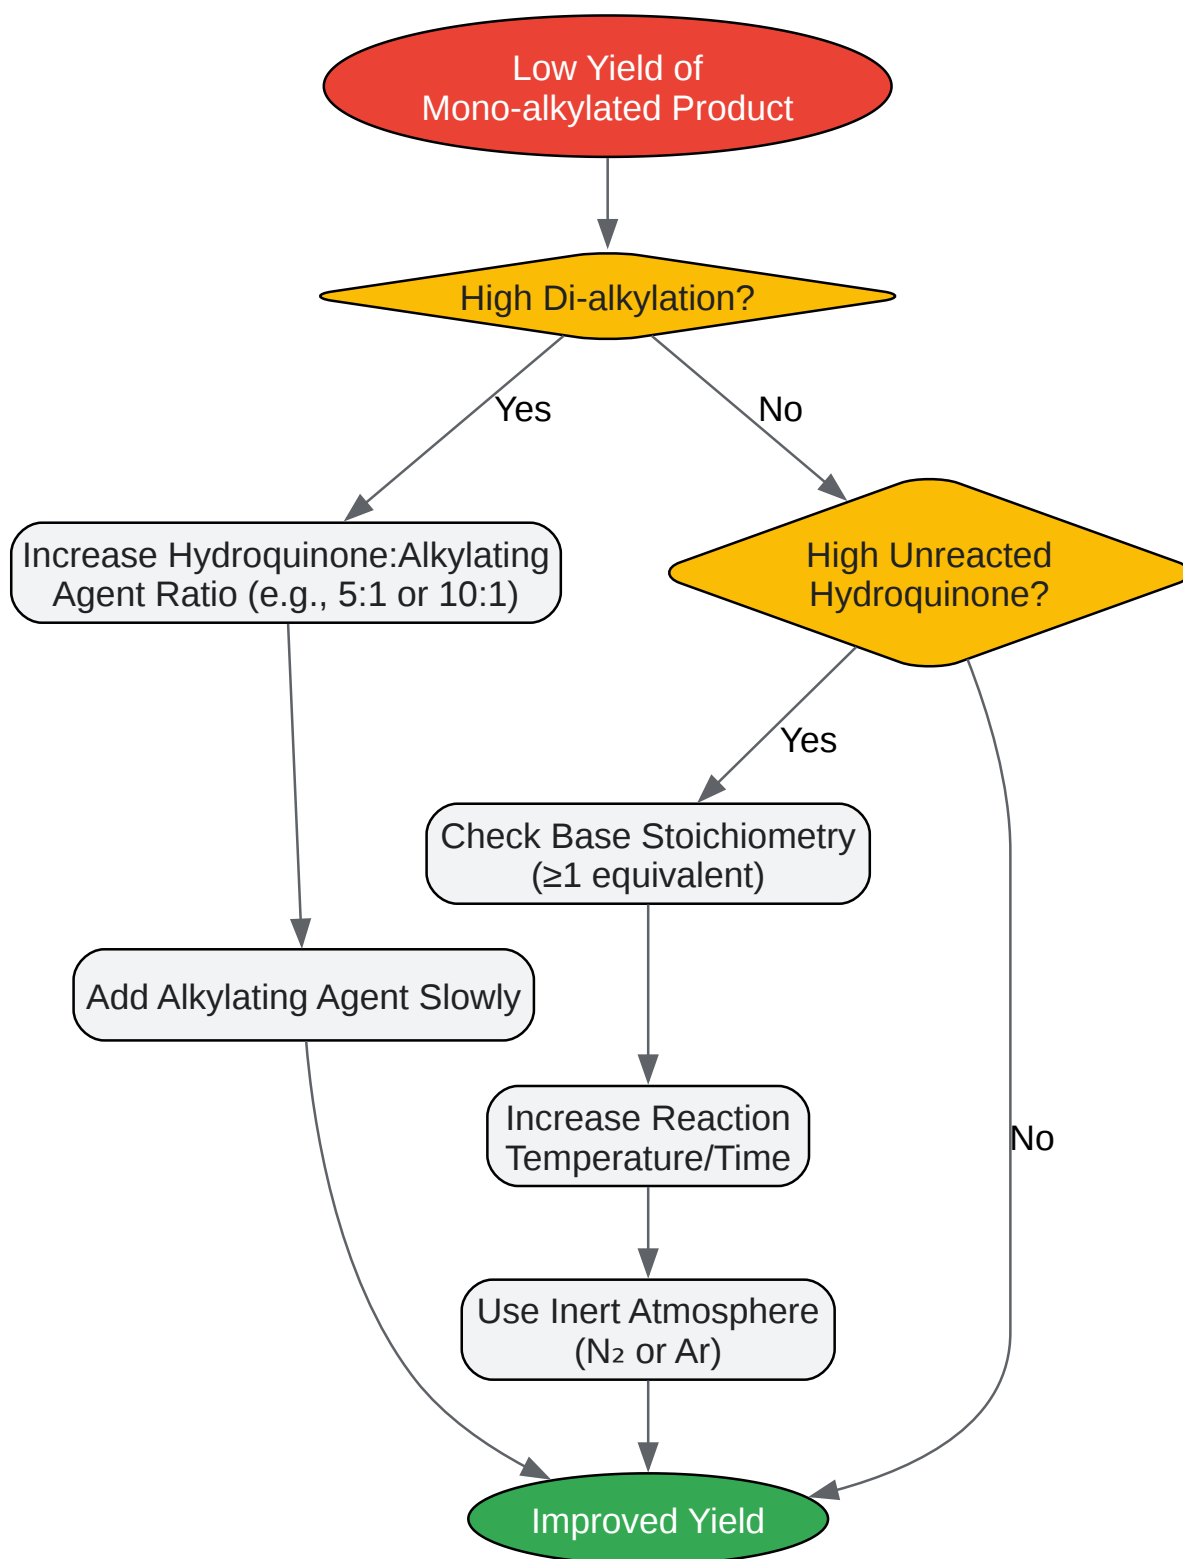 Low Yield of
Mono-alkylated Product
High Di-alkylation?
Yes
No
Increase Hydroquinone:Alkylating
Agent Ratio (e.g., 5:1 or 10:1)
High Unreacted
Hydroquinone?
Yes
Check Base Stoichiometry
(≥1 equivalent)
Add Alkylating Agent Slowly
Increase Reaction
Temperature/Time
No
Use Inert Atmosphere
(N₂ or Ar)
Improved Yield